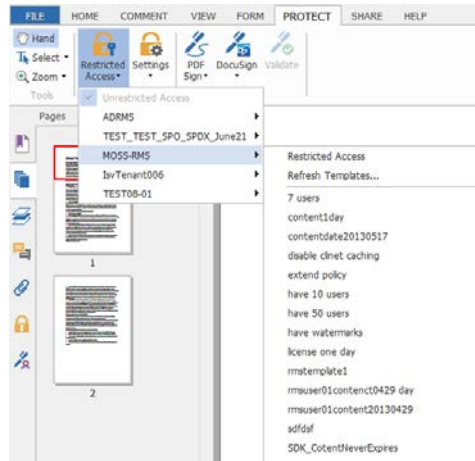 FILE HOME COMMENT VIEW FORM PROTECT SHARE HELP
Hand
Select
Zoom
Tools
Restricted Access
Settings
PDF Sign
DocuSign
Validate
Unrestricted Access
ADRMS
TEST_TEST_SPO_SPDX_June21
MOSS-RMS
IsvTenant006
TEST08-01
Pages
1
2
Restricted Access
Refresh Templates...
7 users
content1day
contentdate20130517
disable clinet caching
extend policy
have 10 users
have 50 users
have watermarks
license one day
rmstemplate1
rmsuser01contenct0429 day
rmsuser01content20130429
sdfdsf
SDK_CotentNeverExpires